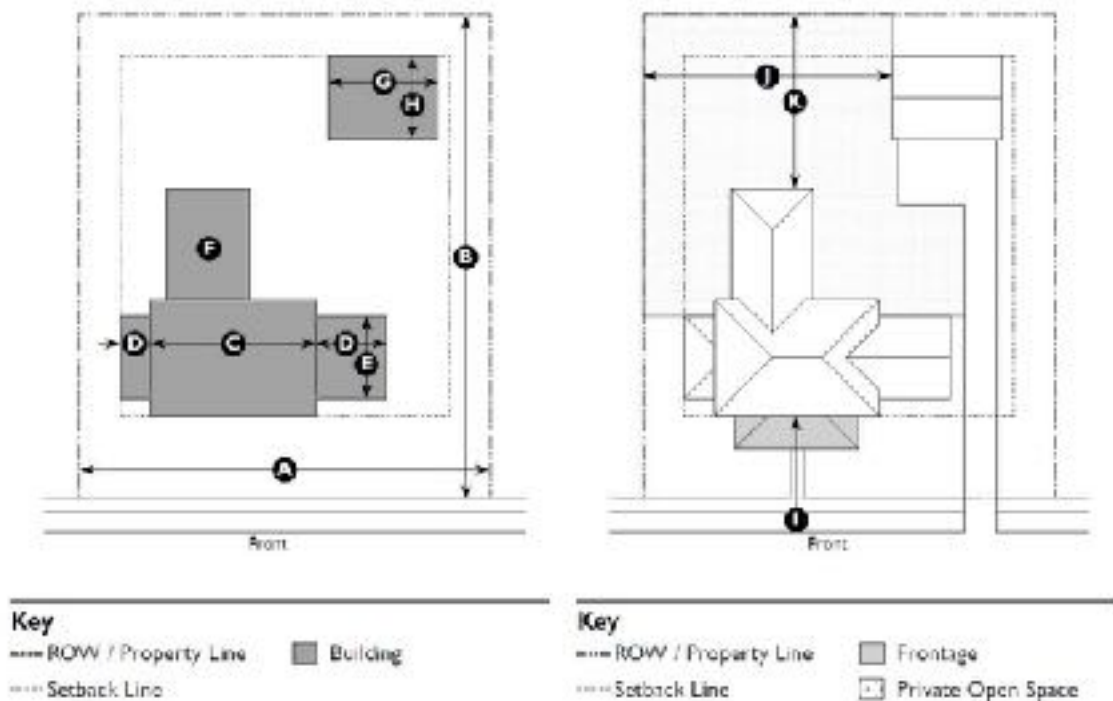 G
H
F
B
D
C
D
E
A
Front
J
K
I
Front
Key
ROW / Property Line
Building
Setback Line
Key
ROW / Property Line
Frontage
Setback Line
Private Open Space